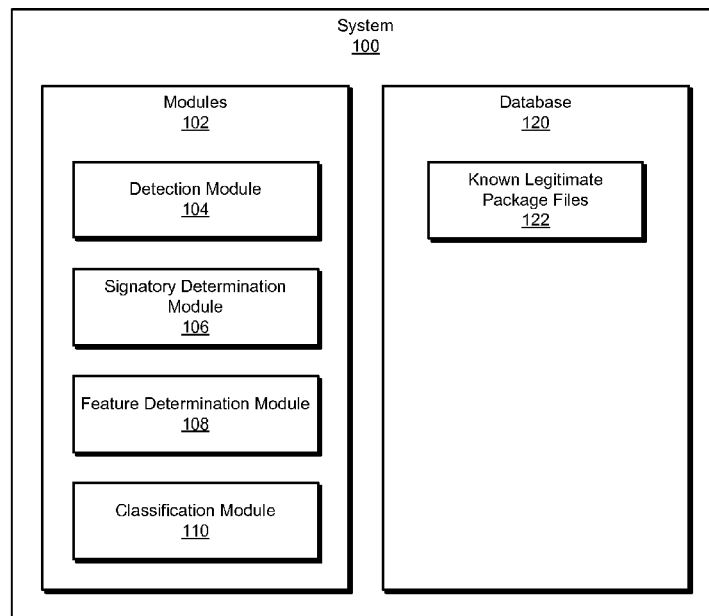 System
100
Modules
102
Detection Module
104
Signatory Determination
Module
106
Feature Determination Module
108
Classification Module
110
Database
120
Known Legitimate
Package Files
122